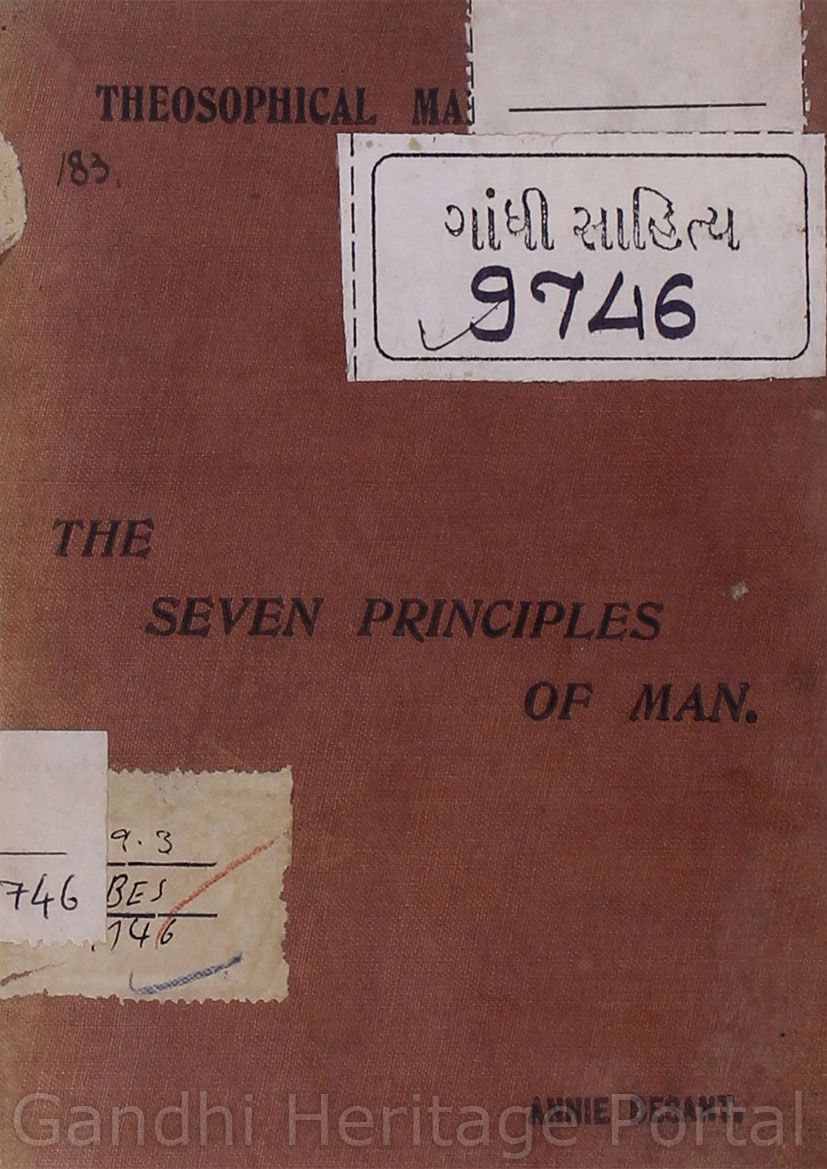 THEOSOPHICAL MA
183.
ગાંધી સાહિત્ય
9746
THE
SEVEN PRINCIPLES
OF MAN.
9.3
BES
746
746
ANNIE BESANT.
Gandhi Heritage Portal